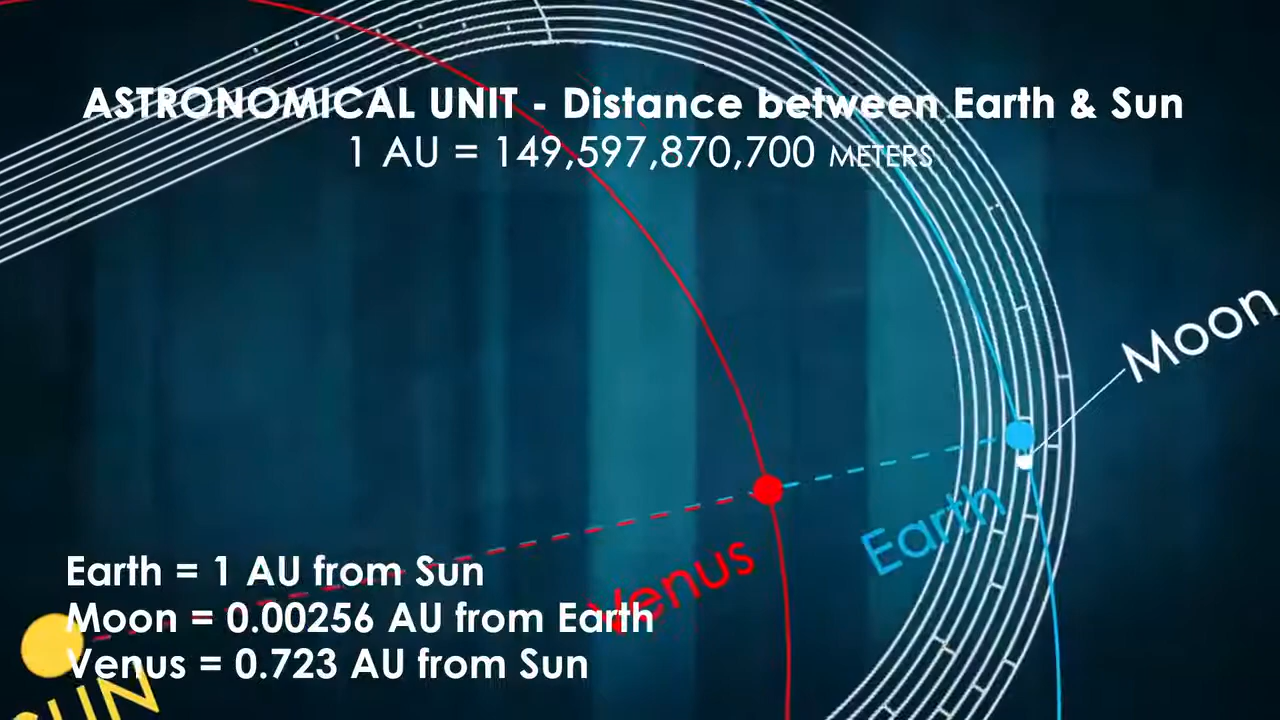 ASTRONOMICAL UNIT - Distance between Earth & Sun
1 AU = 149,597,870,700 METERS
Moon
Earth
Venus
Earth = 1 AU from Sun
Moon = 0.00256 AU from Earth
Venus = 0.723 AU from Sun
SUN